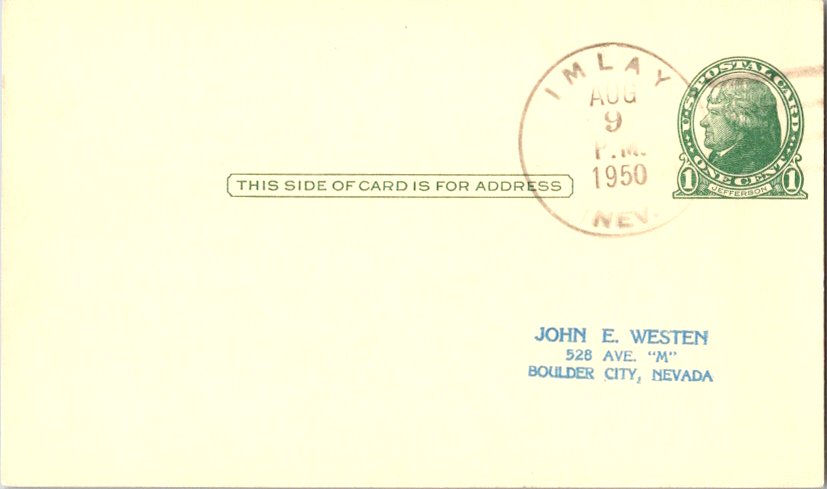 IMLAY
AUG
9
P.M.
1950
NEV.
U.S. POSTAL CARD
ONE CENT
1 JEFFERSON 1
THIS SIDE OF CARD IS FOR ADDRESS
JOHN E. WESTEN
528 AVE. "M"
BOULDER CITY, NEVADA